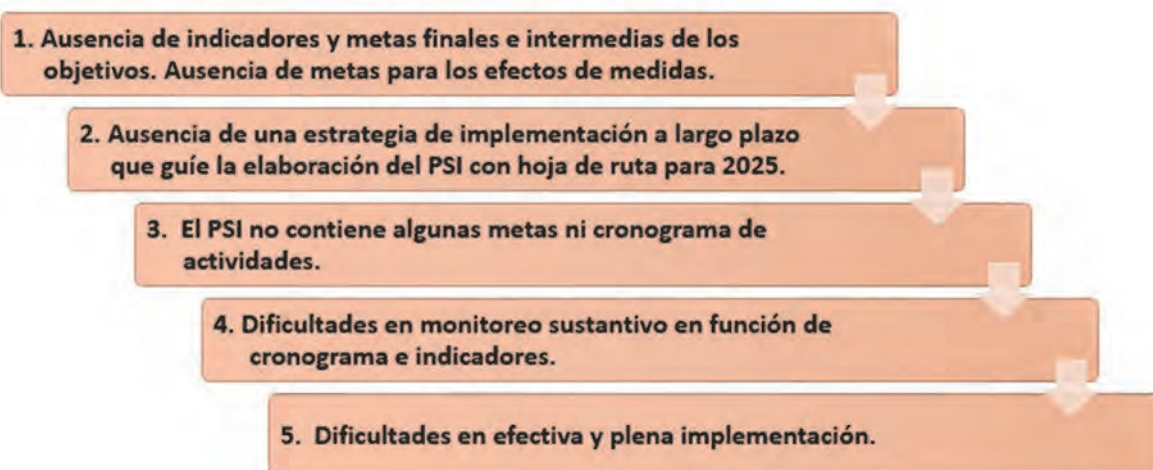 1. Ausencia de indicadores y metas finales e intermedias de los
objetivos. Ausencia de metas para los efectos de medidas.
2. Ausencia de una estrategia de implementación a largo plazo
que guíe la elaboración del PSI con hoja de ruta para 2025.
3. El PSI no contiene algunas metas ni cronograma de
actividades.
4. Dificultades en monitoreo sustantivo en función de
cronograma e indicadores.
5. Dificultades en efectiva y plena implementación.